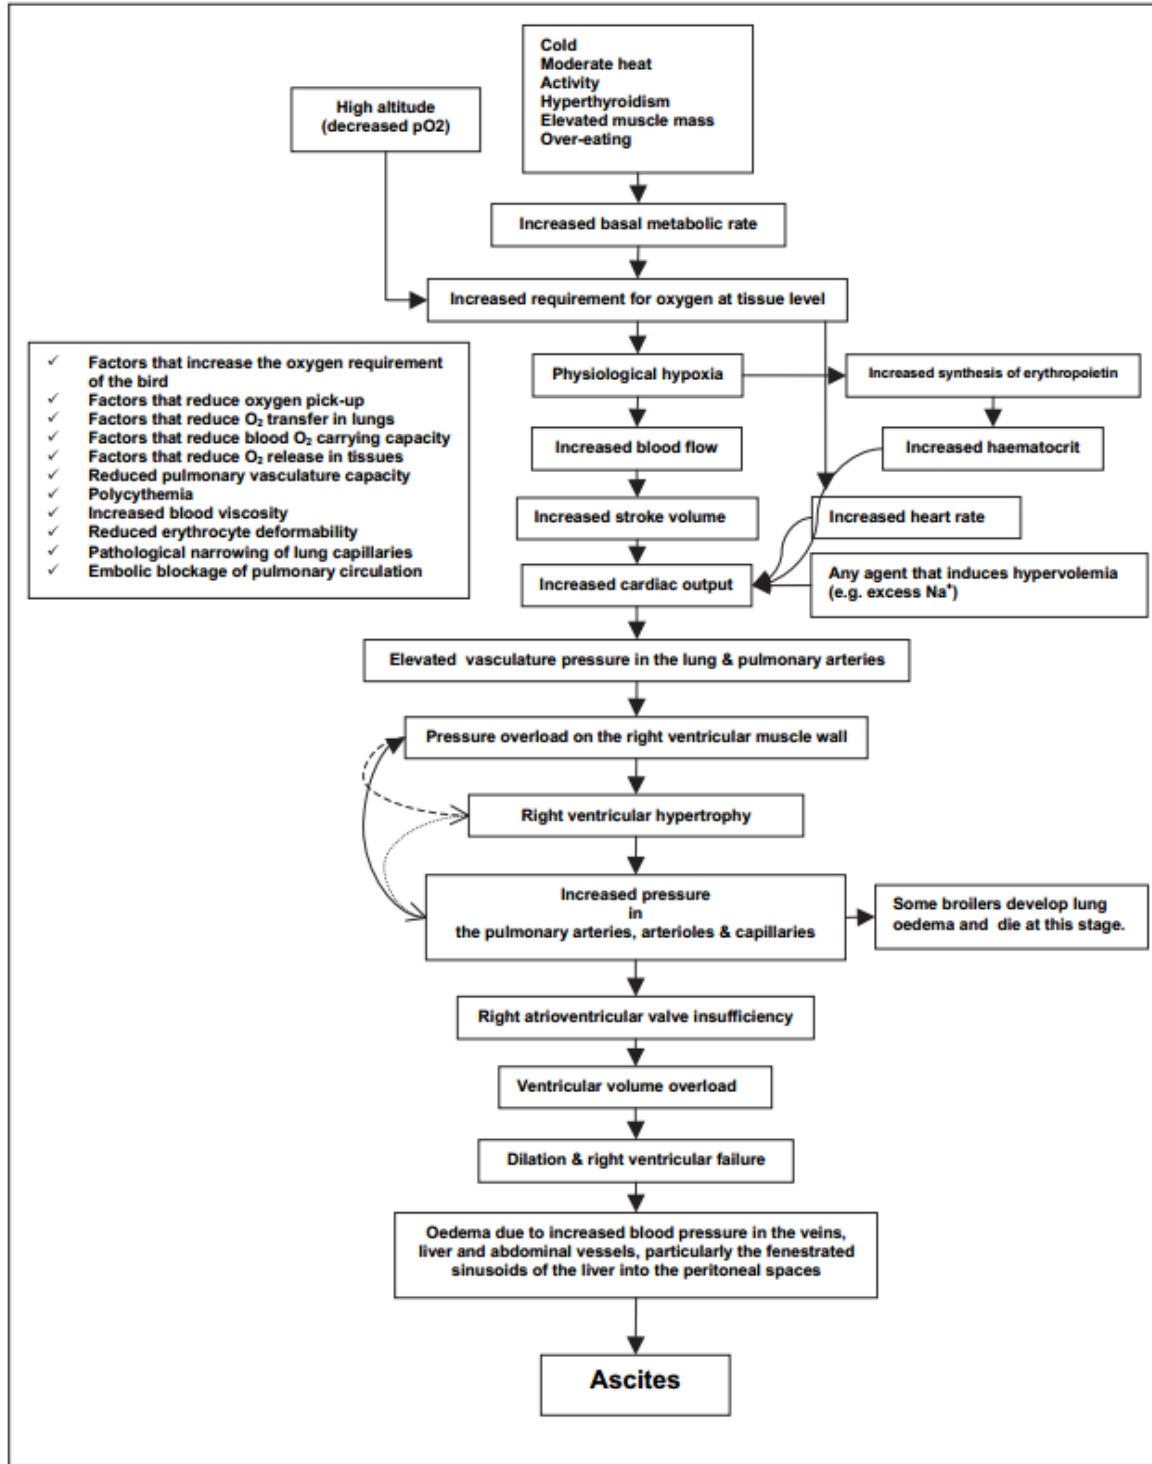 Cold
Moderate heat
Activity
Hyperthyroidism
Elevated muscle mass
Over-eating
High altitude
(decreased pO2)
Increased basal metabolic rate
Increased requirement for oxygen at tissue level
✓ Factors that increase the oxygen requirement
of the bird
✓ Factors that reduce oxygen pick-up
✓ Factors that reduce O₂ transfer in lungs
✓ Factors that reduce blood O₂ carrying capacity
✓ Factors that reduce O₂ release in tissues
✓ Reduced pulmonary vasculature capacity
✓ Polycythemia
✓ Increased blood viscosity
✓ Reduced erythrocyte deformability
✓ Pathological narrowing of lung capillaries
✓ Embolic blockage of pulmonary circulation
Physiological hypoxia
Increased synthesis of erythropoietin
Increased blood flow
Increased haematocrit
Increased stroke volume
Increased heart rate
Increased cardiac output
Any agent that induces hypervolemia
(e.g. excess Na⁺)
Elevated vasculature pressure in the lung & pulmonary arteries
Pressure overload on the right ventricular muscle wall
Right ventricular hypertrophy
Increased pressure
in
the pulmonary arteries, arterioles & capillaries
Some broilers develop lung
oedema and die at this stage.
Right atrioventricular valve insufficiency
Ventricular volume overload
Dilation & right ventricular failure
Oedema due to increased blood pressure in the veins,
liver and abdominal vessels, particularly the fenestrated
sinusoids of the liver into the peritoneal spaces
Ascites